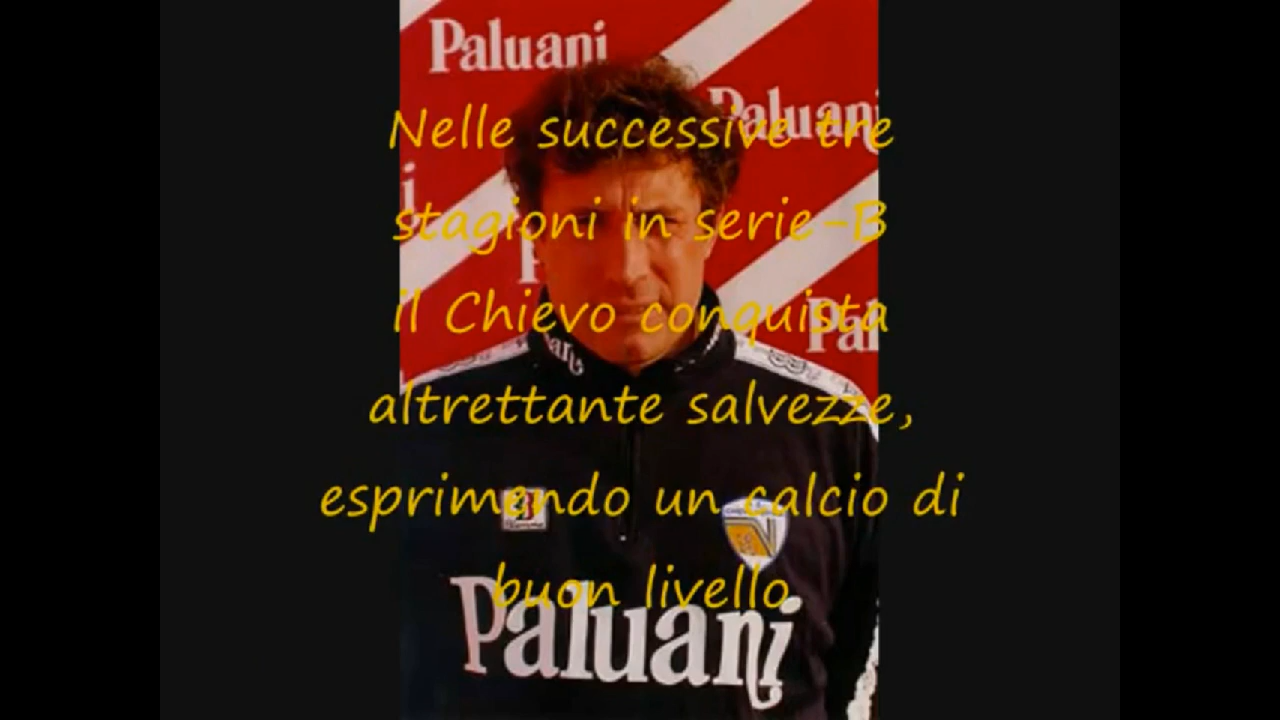 Paluani
Paluani
Nelle successive tre
stagioni in serie-B
il Chievo conquista
altrettante salvezze,
esprimendo un calcio di
buon livello
Paluani